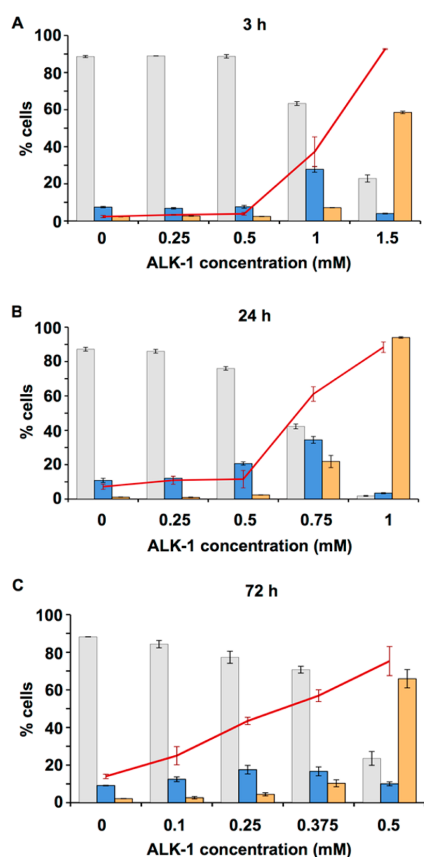 A
3 h
100
80
60
40
20
0
% cells
0 0.25 0.5 1 1.5
ALK-1 concentration (mM)
B
24 h
100
80
60
40
20
0
% cells
0 0.25 0.5 0.75 1
ALK-1 concentration (mM)
C
72 h
100
80
60
40
20
0
% cells
0 0.1 0.25 0.375 0.5
ALK-1 concentration (mM)